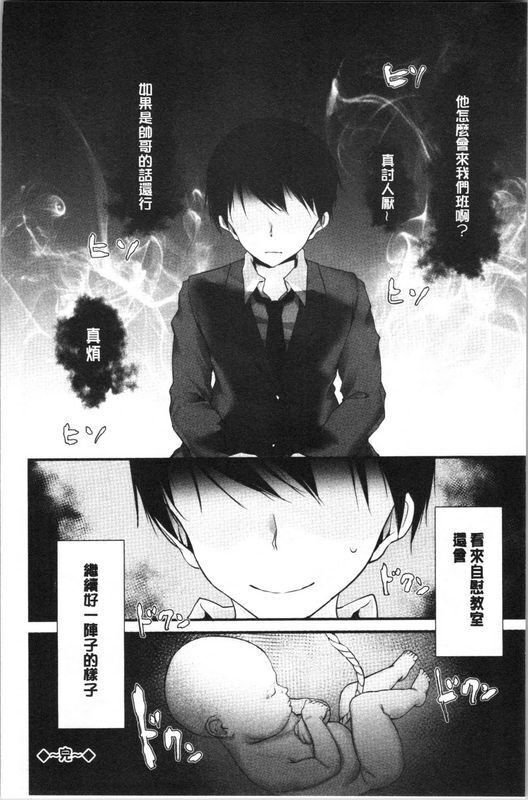 他怎麼會來我們班啊？
真討人厭～
如果是帥哥的話還行
真煩
ヒソ
ヒソ
ヒソ
ヒソ
看來自慰教室
還會
繼續好一陣子的樣子
ドクン
ドクン
ドクン
ドクン
◆～完～◆